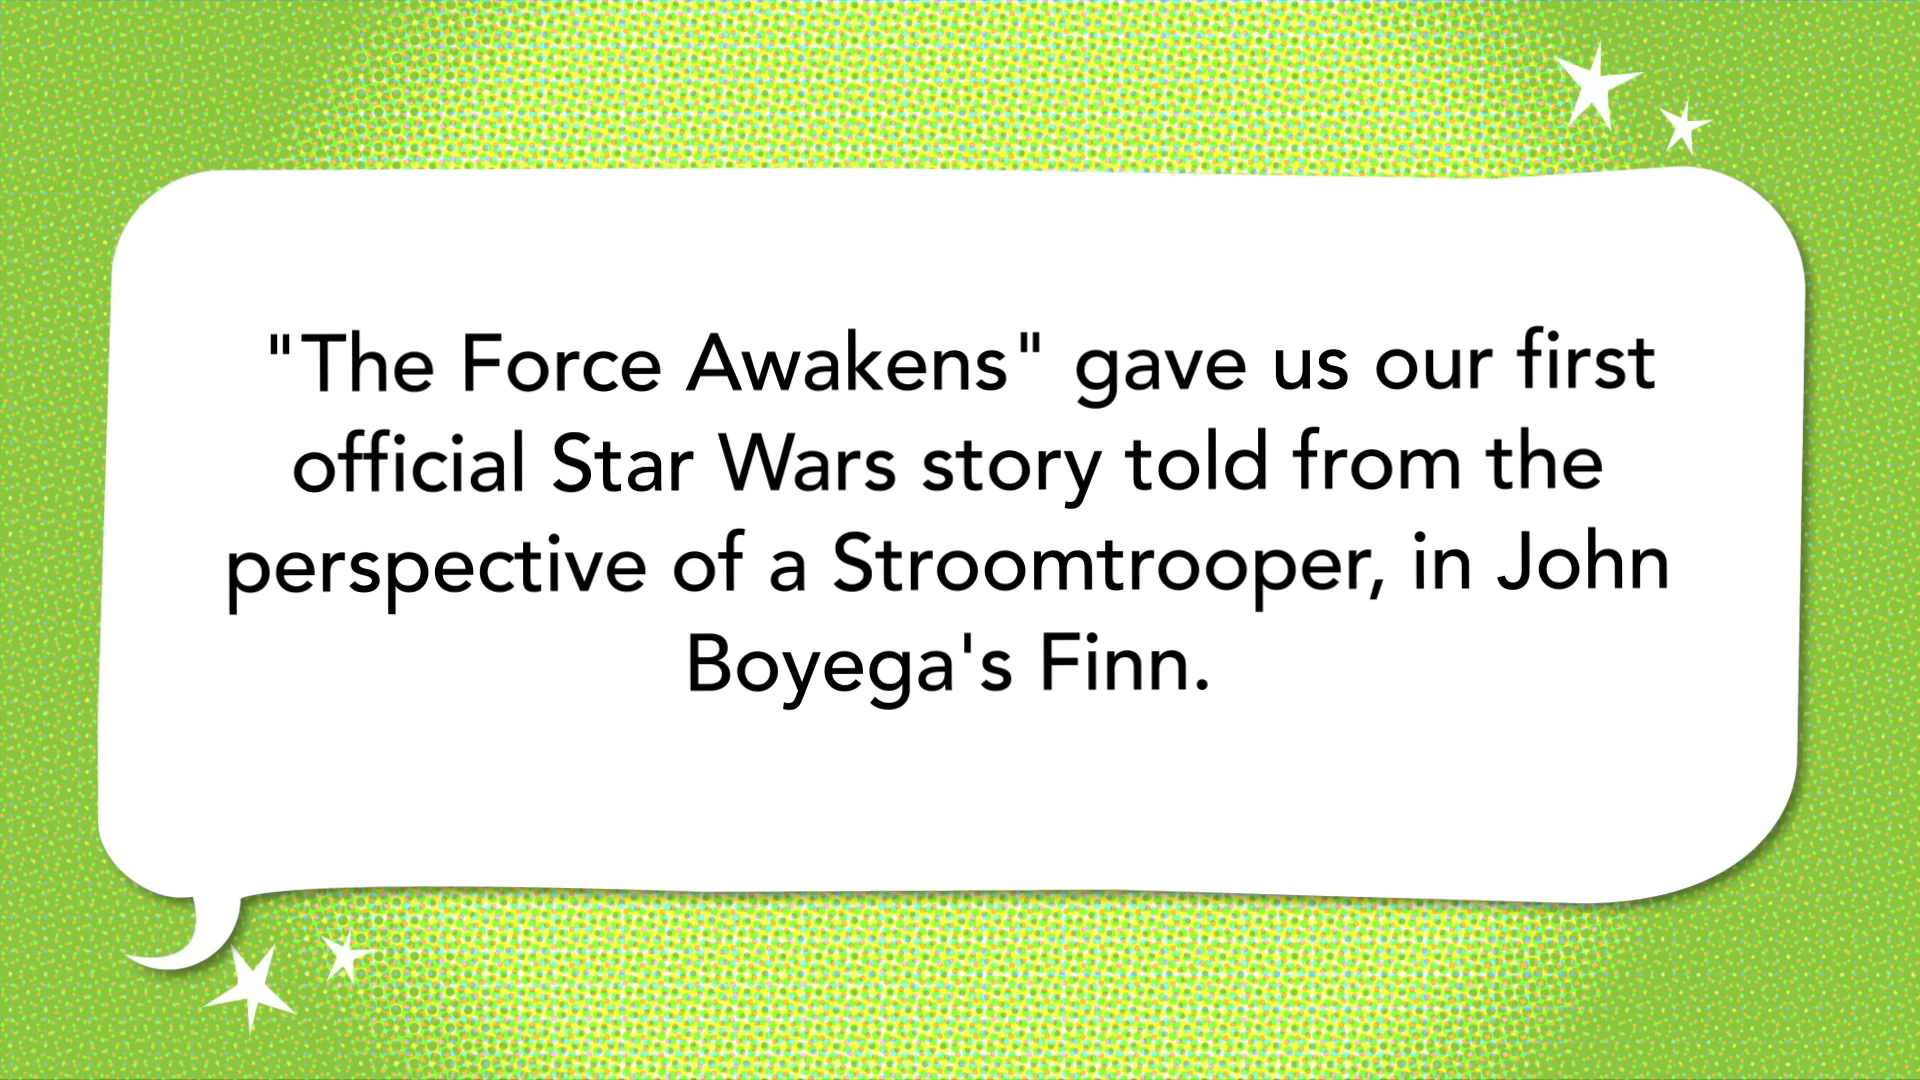 "The Force Awakens" gave us our first
official Star Wars story told from the
perspective of a Stroomtrooper, in John
Boyega's Finn.